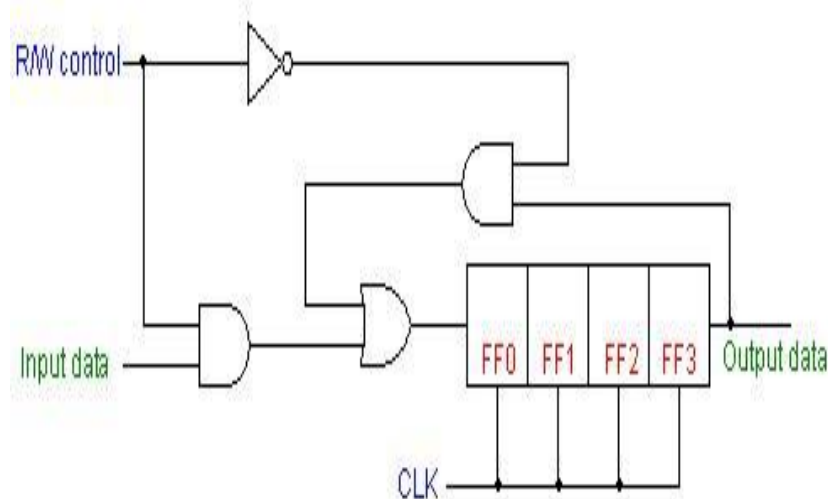 R/W control
Input data
FF0 FF1 FF2 FF3
Output data
CLK